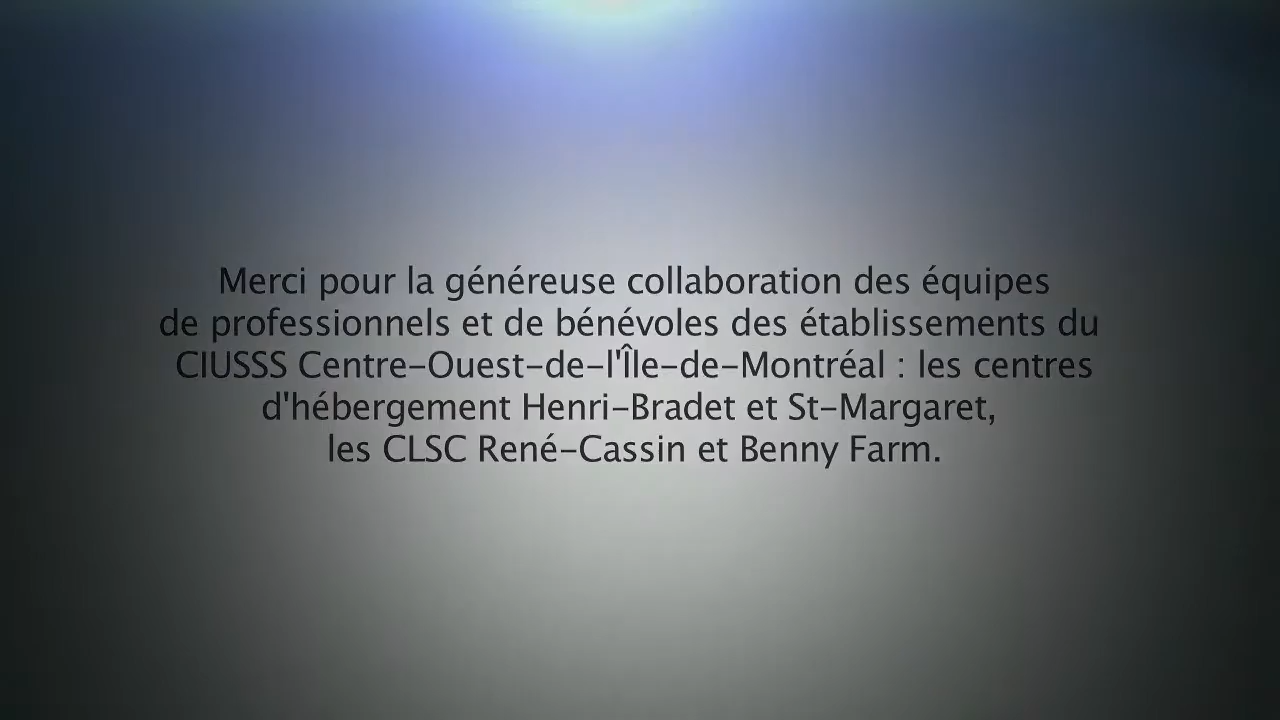 Merci pour la généreuse collaboration des équipes
de professionnels et de bénévoles des établissements du
CIUSSS Centre-Ouest-de-l'Île-de-Montréal : les centres
d'hébergement Henri-Bradet et St-Margaret,
les CLSC René-Cassin et Benny Farm.